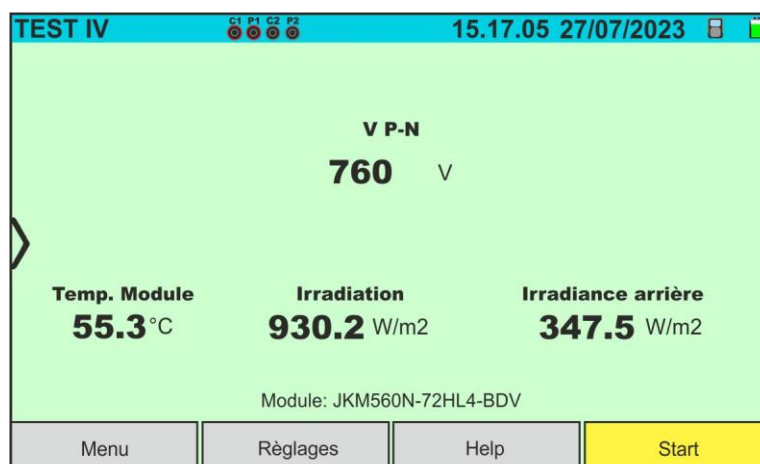 TEST IV C1 P1 C2 P2 15.17.05 27/07/2023
V P-N
760 V
Temp. Module Irradiation Irradiance arrière
55.3 °C 930.2 W/m2 347.5 W/m2
Module: JKM560N-72HL4-BDV
Menu Règlages Help Start